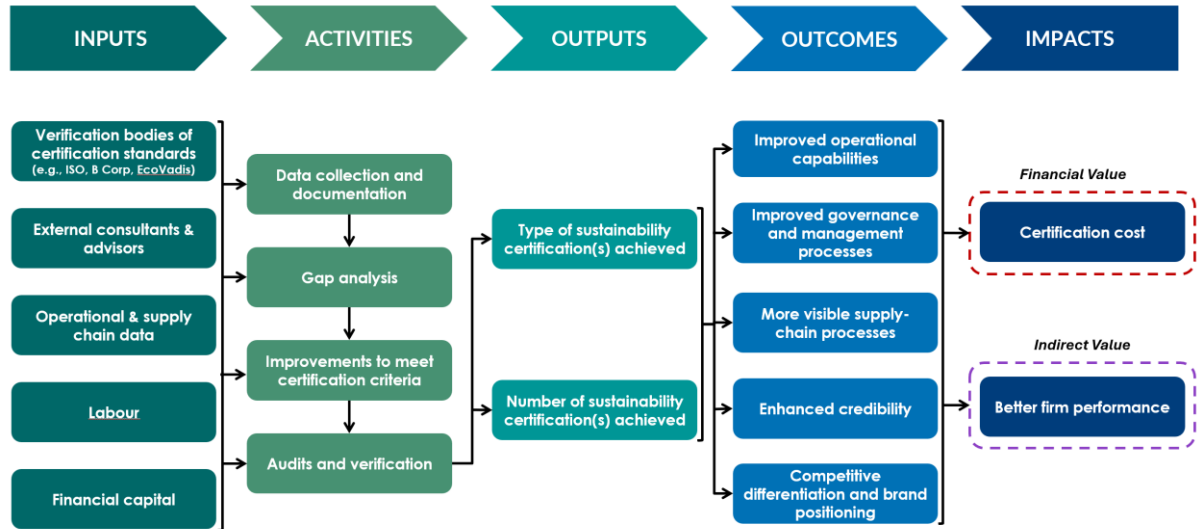 INPUTS
ACTIVITIES
OUTPUTS
OUTCOMES
IMPACTS
Verification bodies of
certification standards
(e.g., ISO, B Corp, EcoVadis)
External consultants &
advisors
Operational & supply
chain data
Labour
Financial capital
Data collection and
documentation
Gap analysis
Improvements to meet
certification criteria
Audits and verification
Type of sustainability
certification(s) achieved
Number of sustainability
certification(s) achieved
Improved operational
capabilities
Improved governance
and management
processes
More visible supply-
chain processes
Enhanced credibility
Competitive
differentiation and brand
positioning
Financial Value
Certification cost
Indirect Value
Better firm performance